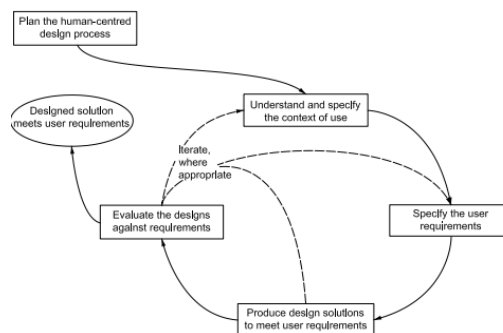 Plan the human-centred
design process
Understand and specify
the context of use
Designed solution
meets user requirements
Iterate,
where
appropriate
Evaluate the designs
against requirements
Specify the user
requirements
Produce design solutions
to meet user requirements